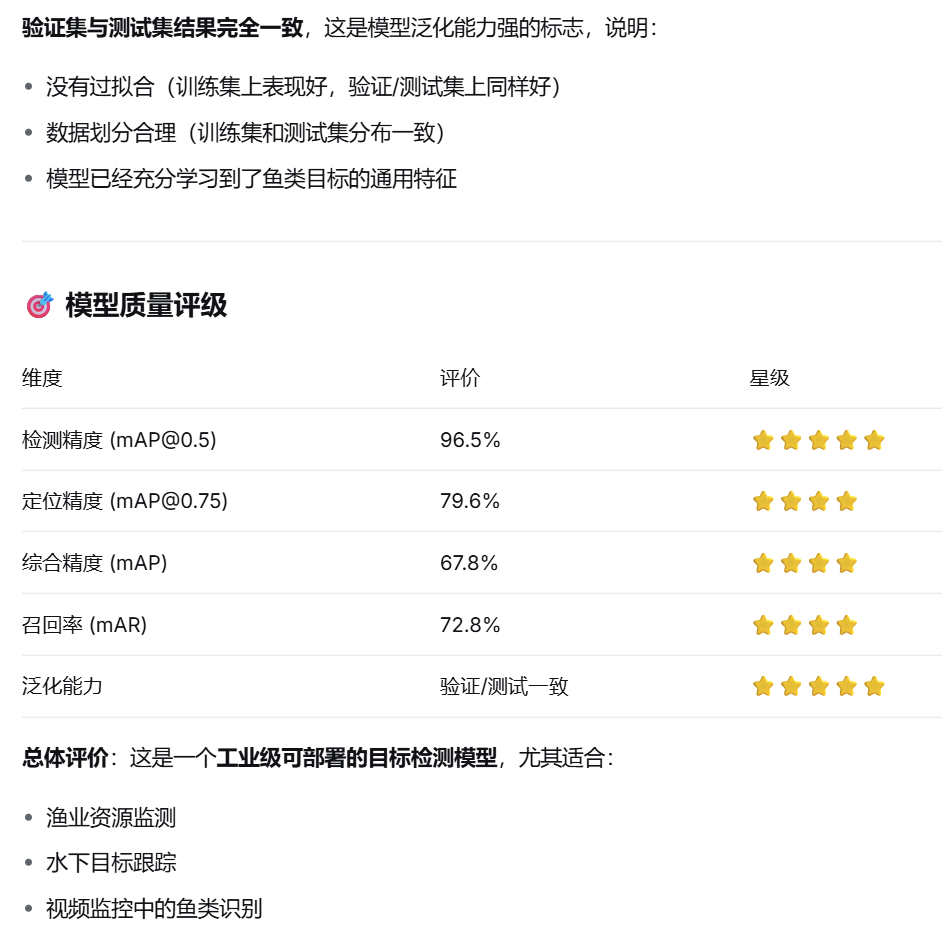 验证集与测试集结果完全一致，这是模型泛化能力强的标志，说明：
• 没有过拟合（训练集上表现好，验证/测试集上同样好）
• 数据划分合理（训练集和测试集分布一致）
• 模型已经充分学习到了鱼类目标的通用特征
🎯 模型质量评级
维度 评价 星级
检测精度 (mAP@0.5) 96.5% ⭐⭐⭐⭐⭐
定位精度 (mAP@0.75) 79.6% ⭐⭐⭐⭐
综合精度 (mAP) 67.8% ⭐⭐⭐⭐
召回率 (mAR) 72.8% ⭐⭐⭐⭐
泛化能力 验证/测试一致 ⭐⭐⭐⭐⭐
总体评价：这是一个工业级可部署的目标检测模型，尤其适合：
• 渔业资源监测
• 水下目标跟踪
• 视频监控中的鱼类识别